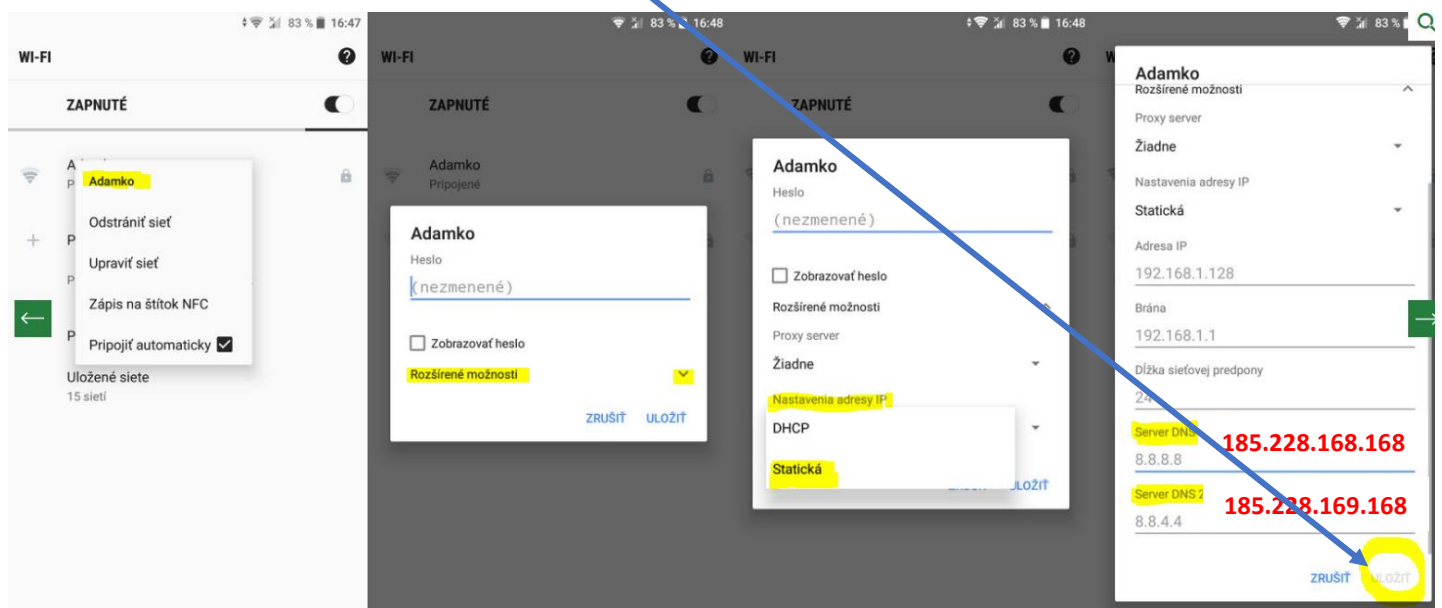 83 % 16:47
WI-FI
ZAPNUTÉ
A
P
Adamko
Odstrániť sieť
P
Upraviť sieť
P
Zápis na štítok NFC
P
Pripojiť automaticky
Uložené siete
15 sietí
83 % 16:48
WI-FI
ZAPNUTÉ
Adamko
Pripojené
Adamko
Heslo
(nezmenené)
Zobrazovať heslo
Rozšírené možnosti
ZRUŠIŤ ULOŽIŤ
83 % 16:48
WI-FI
ZAPNUTÉ
Adamko
Heslo
(nezmenené)
Zobrazovať heslo
Rozšírené možnosti
Proxy server
Žiadne
Nastavenia adresy IP
DHCP
Statická
83 %
W
Adamko
Rozšírené možnosti
Proxy server
Žiadne
Nastavenia adresy IP
Statická
Adresa IP
192.168.1.128
Brána
192.168.1.1
Dĺžka sieťovej predpony
24
Server DNS 185.228.168.168
8.8.8.8
Server DNS 2 185.228.169.168
8.8.4.4
ZRUŠIŤ ULOŽIŤ